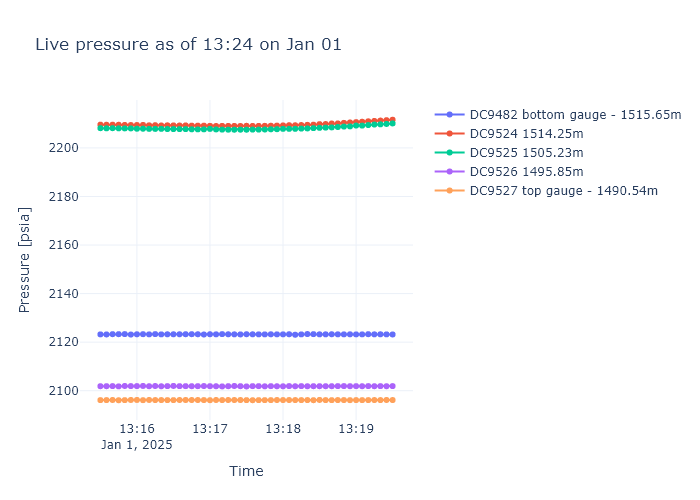 Live pressure as of 13:24 on Jan 01
DC9482 bottom gauge - 1515.65m
DC9524 1514.25m
DC9525 1505.23m
DC9526 1495.85m
DC9527 top gauge - 1490.54m
Pressure [psia]
2200
2180
2160
2140
2120
2100
13:16 13:17 13:18 13:19
Jan 1, 2025
Time